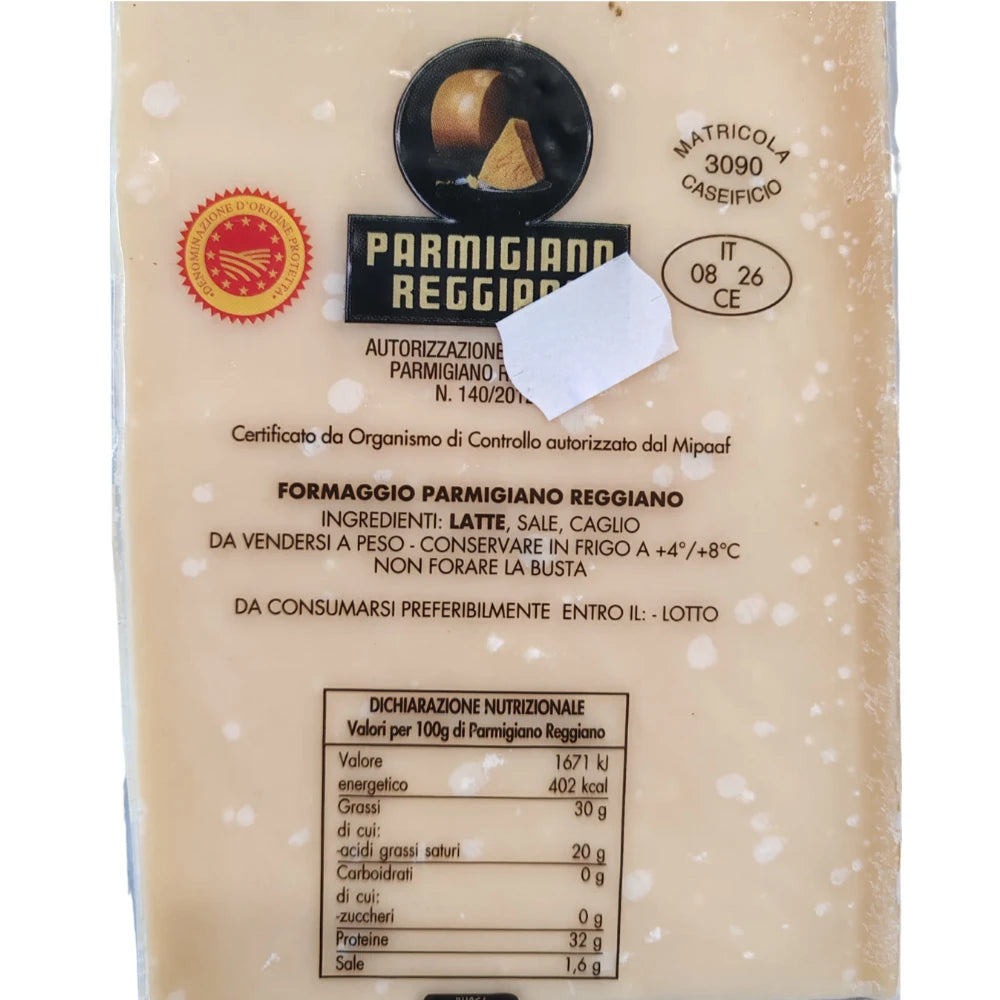 PARMIGIANO
MATRICOLA
3090
CASEIFICIO
DENOMINAZIONE D'ORIGINE PROTETTA
IT
08 26
CE
AUTORIZZAZIONE
PARMIGIANO
N. 140/201
Certificato da Organismo di Controllo autorizzato dal Mipaaf
FORMAGGIO PARMIGIANO REGGIANO
INGREDIENTI: LATTE, SALE, CAGLIO
DA VENDERSI A PESO - CONSERVARE IN FRIGO A +4°/+8°C
NON FORARE LA BUSTA
DA CONSUMARSI PREFERIBILMENTE ENTRO IL: - LOTTO
DICHIARAZIONE NUTRIZIONALE
Valori per 100g di Parmigiano Reggiano
Valore 1671 kJ
energetico 402 kcal
Grassi 30 g
di cui:
-acidi grassi saturi 20 g
Carboidrati 0 g
di cui:
-zuccheri 0 g
Proteine 32 g
Sale 1,6 g